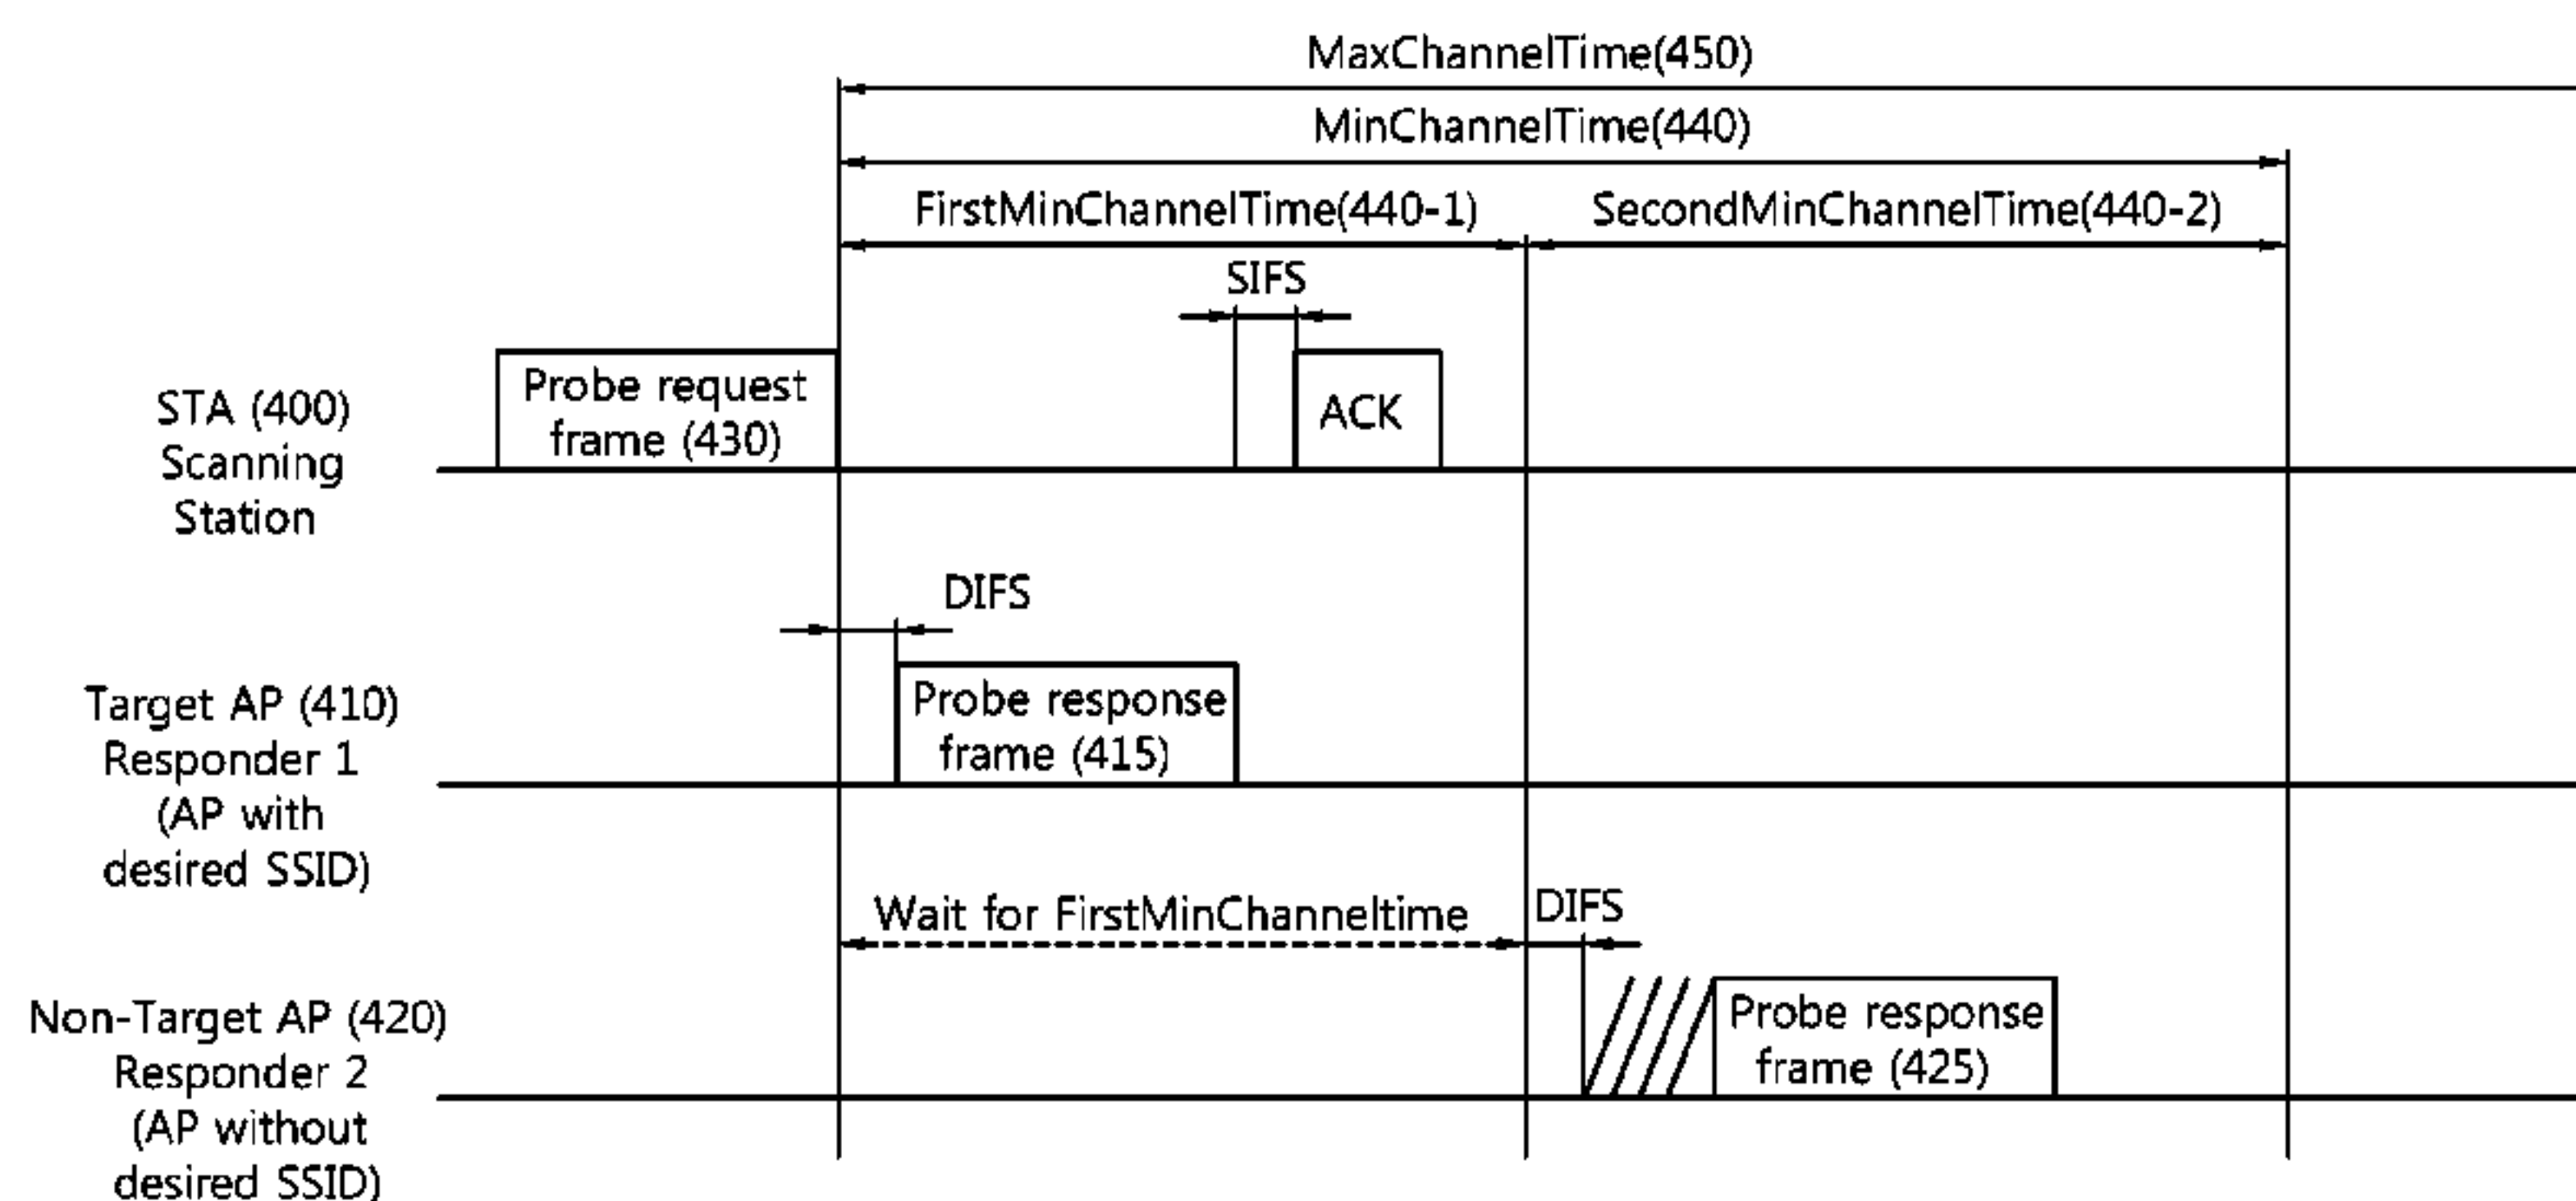 MaxChannelTime(450)
MinChannelTime(440)
FirstMinChannelTime(440-1)
SecondMinChannelTime(440-2)
SIFS
Probe request
frame (430)
ACK
STA (400)
Scanning
Station
DIFS
Probe response
frame (415)
Target AP (410)
Responder 1
(AP with
desired SSID)
Wait for FirstMinChanneltime
DIFS
Probe response
frame (425)
Non-Target AP (420)
Responder 2
(AP without
desired SSID)